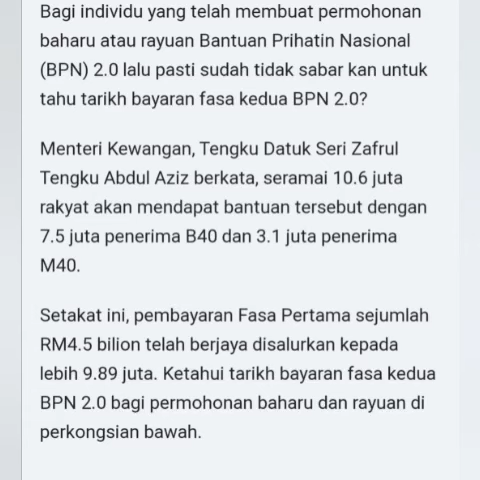 Bagi individu yang telah membuat permohonan
baharu atau rayuan Bantuan Prihatin Nasional
(BPN) 2.0 lalu pasti sudah tidak sabar kan untuk
tahu tarikh bayaran fasa kedua BPN 2.0?
Menteri Kewangan, Tengku Datuk Seri Zafrul
Tengku Abdul Aziz berkata, seramai 10.6 juta
rakyat akan mendapat bantuan tersebut dengan
7.5 juta penerima B40 dan 3.1 juta penerima
M40.
Setakat ini, pembayaran Fasa Pertama sejumlah
RM4.5 bilion telah berjaya disalurkan kepada
lebih 9.89 juta. Ketahui tarikh bayaran fasa kedua
BPN 2.0 bagi permohonan baharu dan rayuan di
perkongsian bawah.